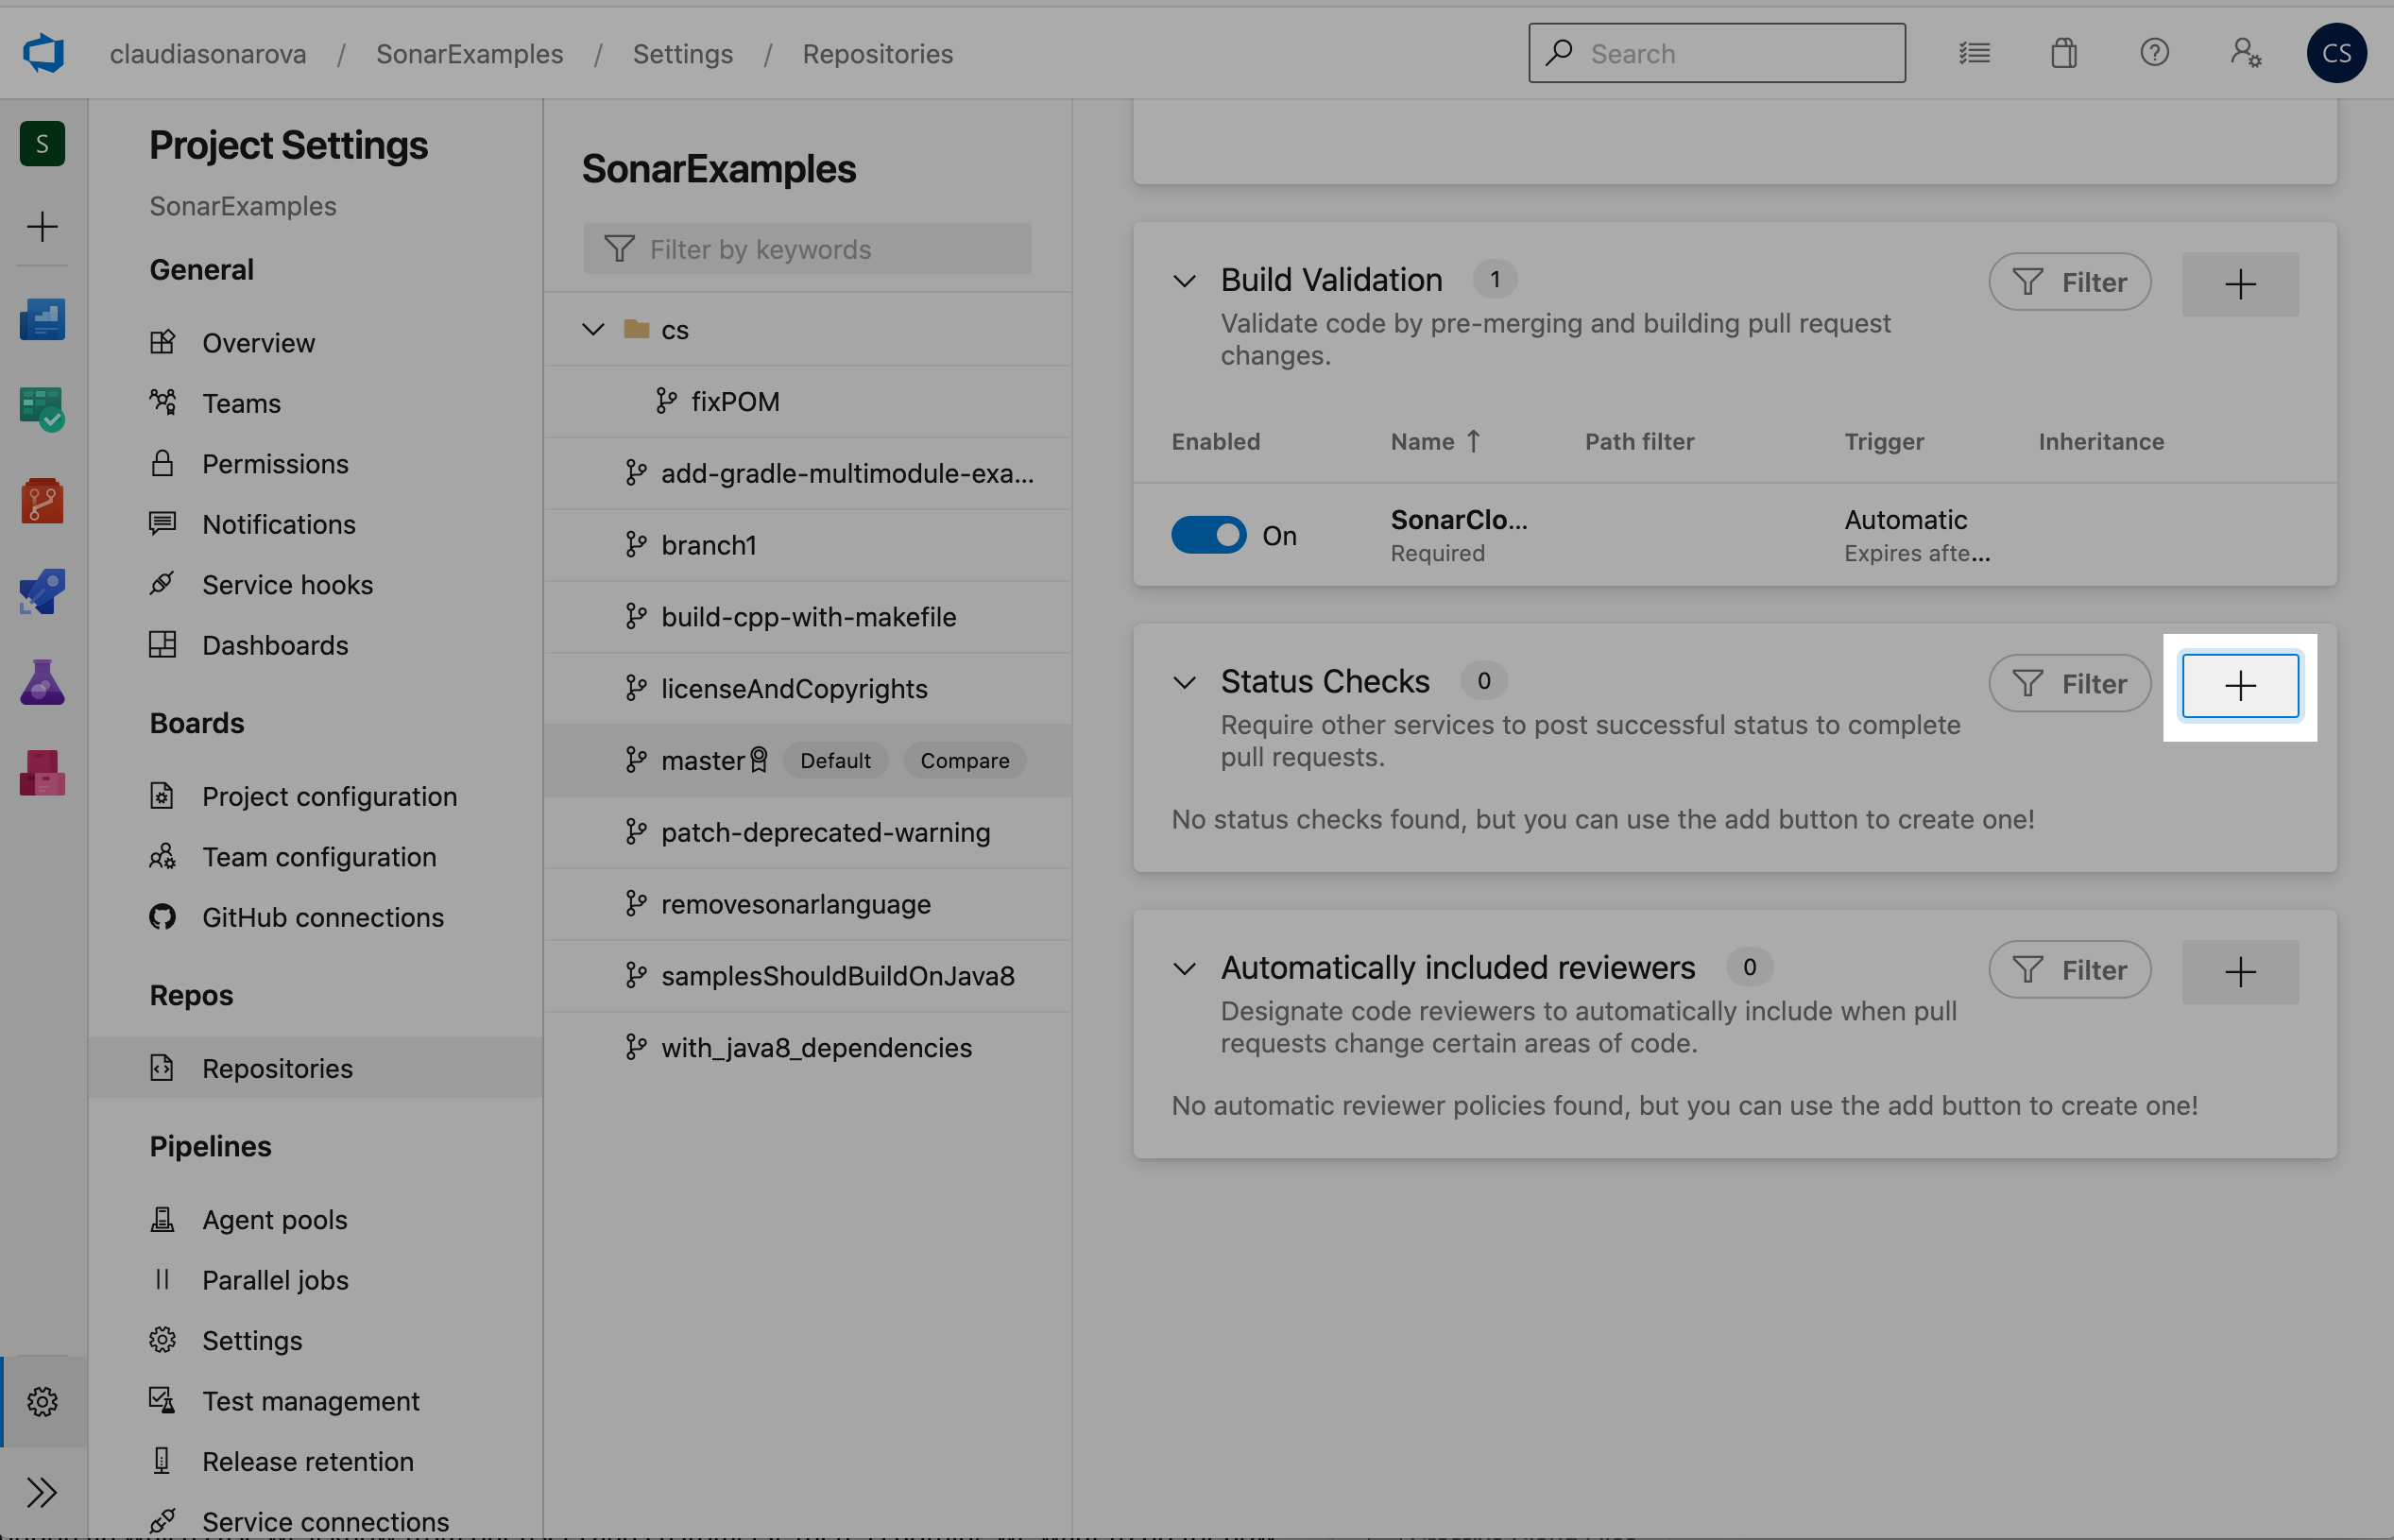 claudiasonarova / SonarExamples / Settings / Repositories
Search
CS
S
Project Settings
SonarExamples
General
Overview
Teams
Permissions
Notifications
Service hooks
Dashboards
Boards
Project configuration
Team configuration
GitHub connections
Repos
Repositories
Pipelines
Agent pools
Parallel jobs
Settings
Test management
Release retention
Service connections
SonarExamples
Filter by keywords
cs
fixPOM
add-gradle-multimodule-exa...
branch1
build-cpp-with-makefile
licenseAndCopyrights
master Default Compare
patch-deprecated-warning
removesonarlanguage
samplesShouldBuildOnJava8
with_java8_dependencies
Build Validation 1
Filter
Validate code by pre-merging and building pull request
changes.
Enabled Name ↑ Path filter Trigger Inheritance
On SonarClo... Automatic
Required Expires afte...
Status Checks 0
Filter
Require other services to post successful status to complete
pull requests.
No status checks found, but you can use the add button to create one!
Automatically included reviewers 0
Filter
Designate code reviewers to automatically include when pull
requests change certain areas of code.
No automatic reviewer policies found, but you can use the add button to create one!